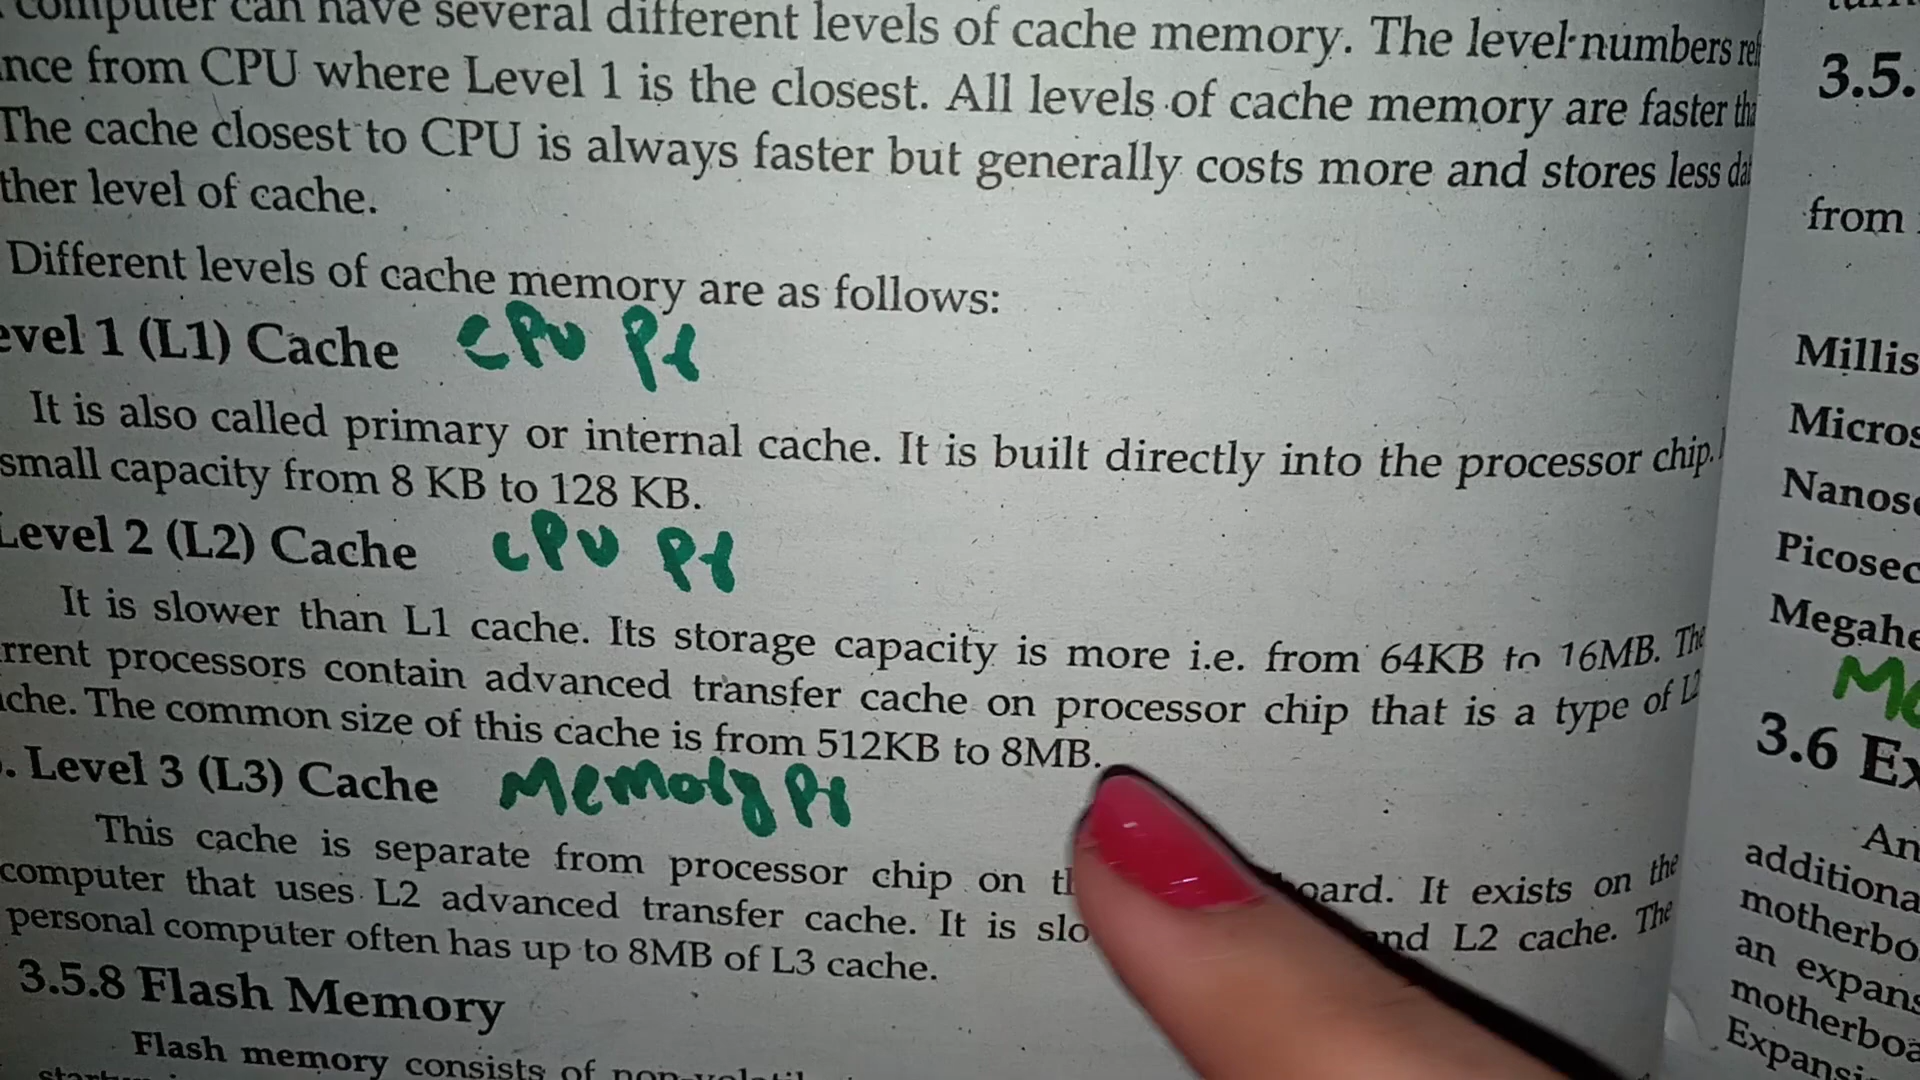 computer can have several different levels of cache memory. The level numbers
nce from CPU where Level 1 is the closest. All levels of cache memory are faster
The cache closest to CPU is always faster but generally costs more and stores less
ther level of cache.
Different levels of cache memory are as follows:
evel 1 (L1) Cache CPU Pr
It is also called primary or internal cache. It is built directly into the processor chip.
small capacity from 8 KB to 128 KB.
Level 2 (L2) Cache CPU Pr
It is slower than L1 cache. Its storage capacity is more i.e. from 64KB to 16MB. The
rrent processors contain advanced transfer cache on processor chip that is a type of L2
che. The common size of this cache is from 512KB to 8MB.
. Level 3 (L3) Cache Memory Pr
This cache is separate from processor chip on oard. It exists on the
computer that uses L2 advanced transfer cache. It is slo and L2 cache. The
personal computer often has up to 8MB of L3 cache.
3.5.8 Flash Memory
Flash memory consists of
3.5.
from
Millis
Micros
Nanos
Picosec
Megahe
3.6 Ex
An
additiona
motherbo
an expans
motherboa
Expansi